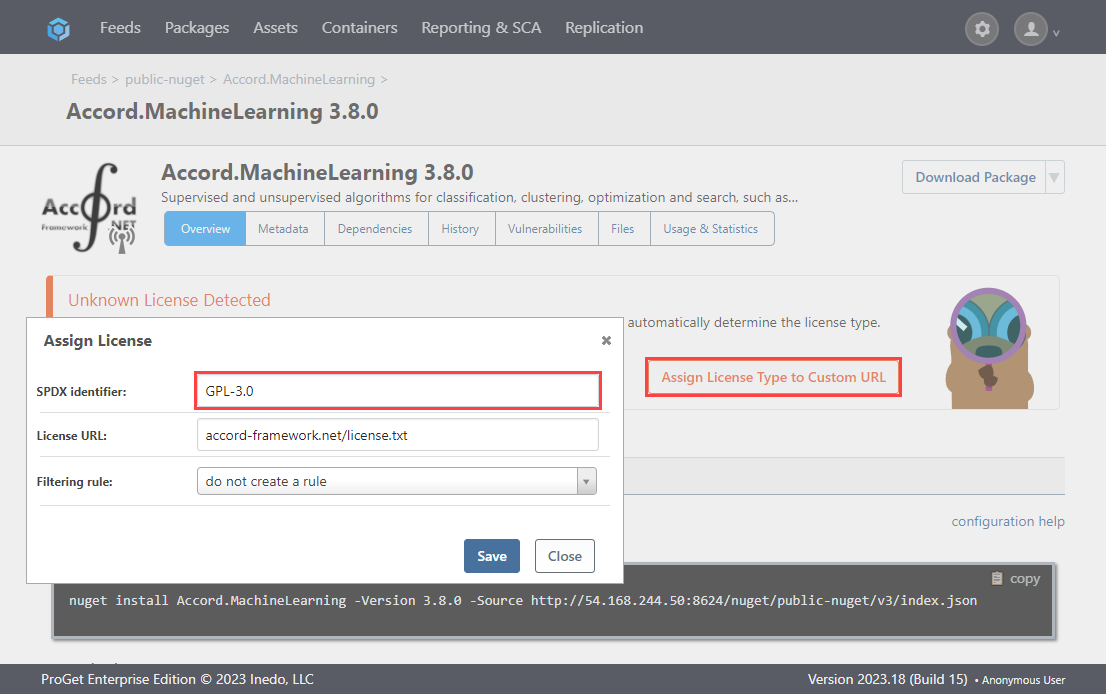 Feeds Packages Assets Containers Reporting & SCA Replication
Feeds > public-nuget > Accord.MachineLearning >
Accord.MachineLearning 3.8.0
Accord
Framework .NET
Accord.MachineLearning 3.8.0
Supervised and unsupervised algorithms for classification, clustering, optimization and search, such as...
Download Package
Overview Metadata Dependencies History Vulnerabilities Files Usage & Statistics
Unknown License Detected
automatically determine the license type.
Assign License Type to Custom URL
Assign License
SPDX identifier: GPL-3.0
License URL: accord-framework.net/license.txt
Filtering rule: do not create a rule
Save Close
configuration help
copy
nuget install Accord.MachineLearning -Version 3.8.0 -Source http://54.168.244.50:8624/nuget/public-nuget/v3/index.json
ProGet Enterprise Edition © 2023 Inedo, LLC
Version 2023.18 (Build 15) • Anonymous User